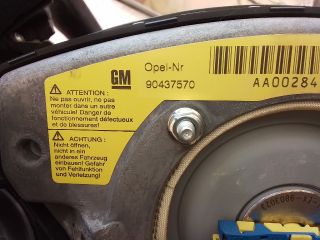 GM
Opel-Nr
90437570
AA00284
ATTENTION :
Ne pas ouvrir, ne pas
monter dans un autre
véhicule! Danger de
fonctionnement défectueux
et de blessures!
ACHTUNG :
Nicht öffnen,
nicht in ein
anderes Fahrzeug
einbauen! Gefahr
von Fehlfunktion
und Verletzung!